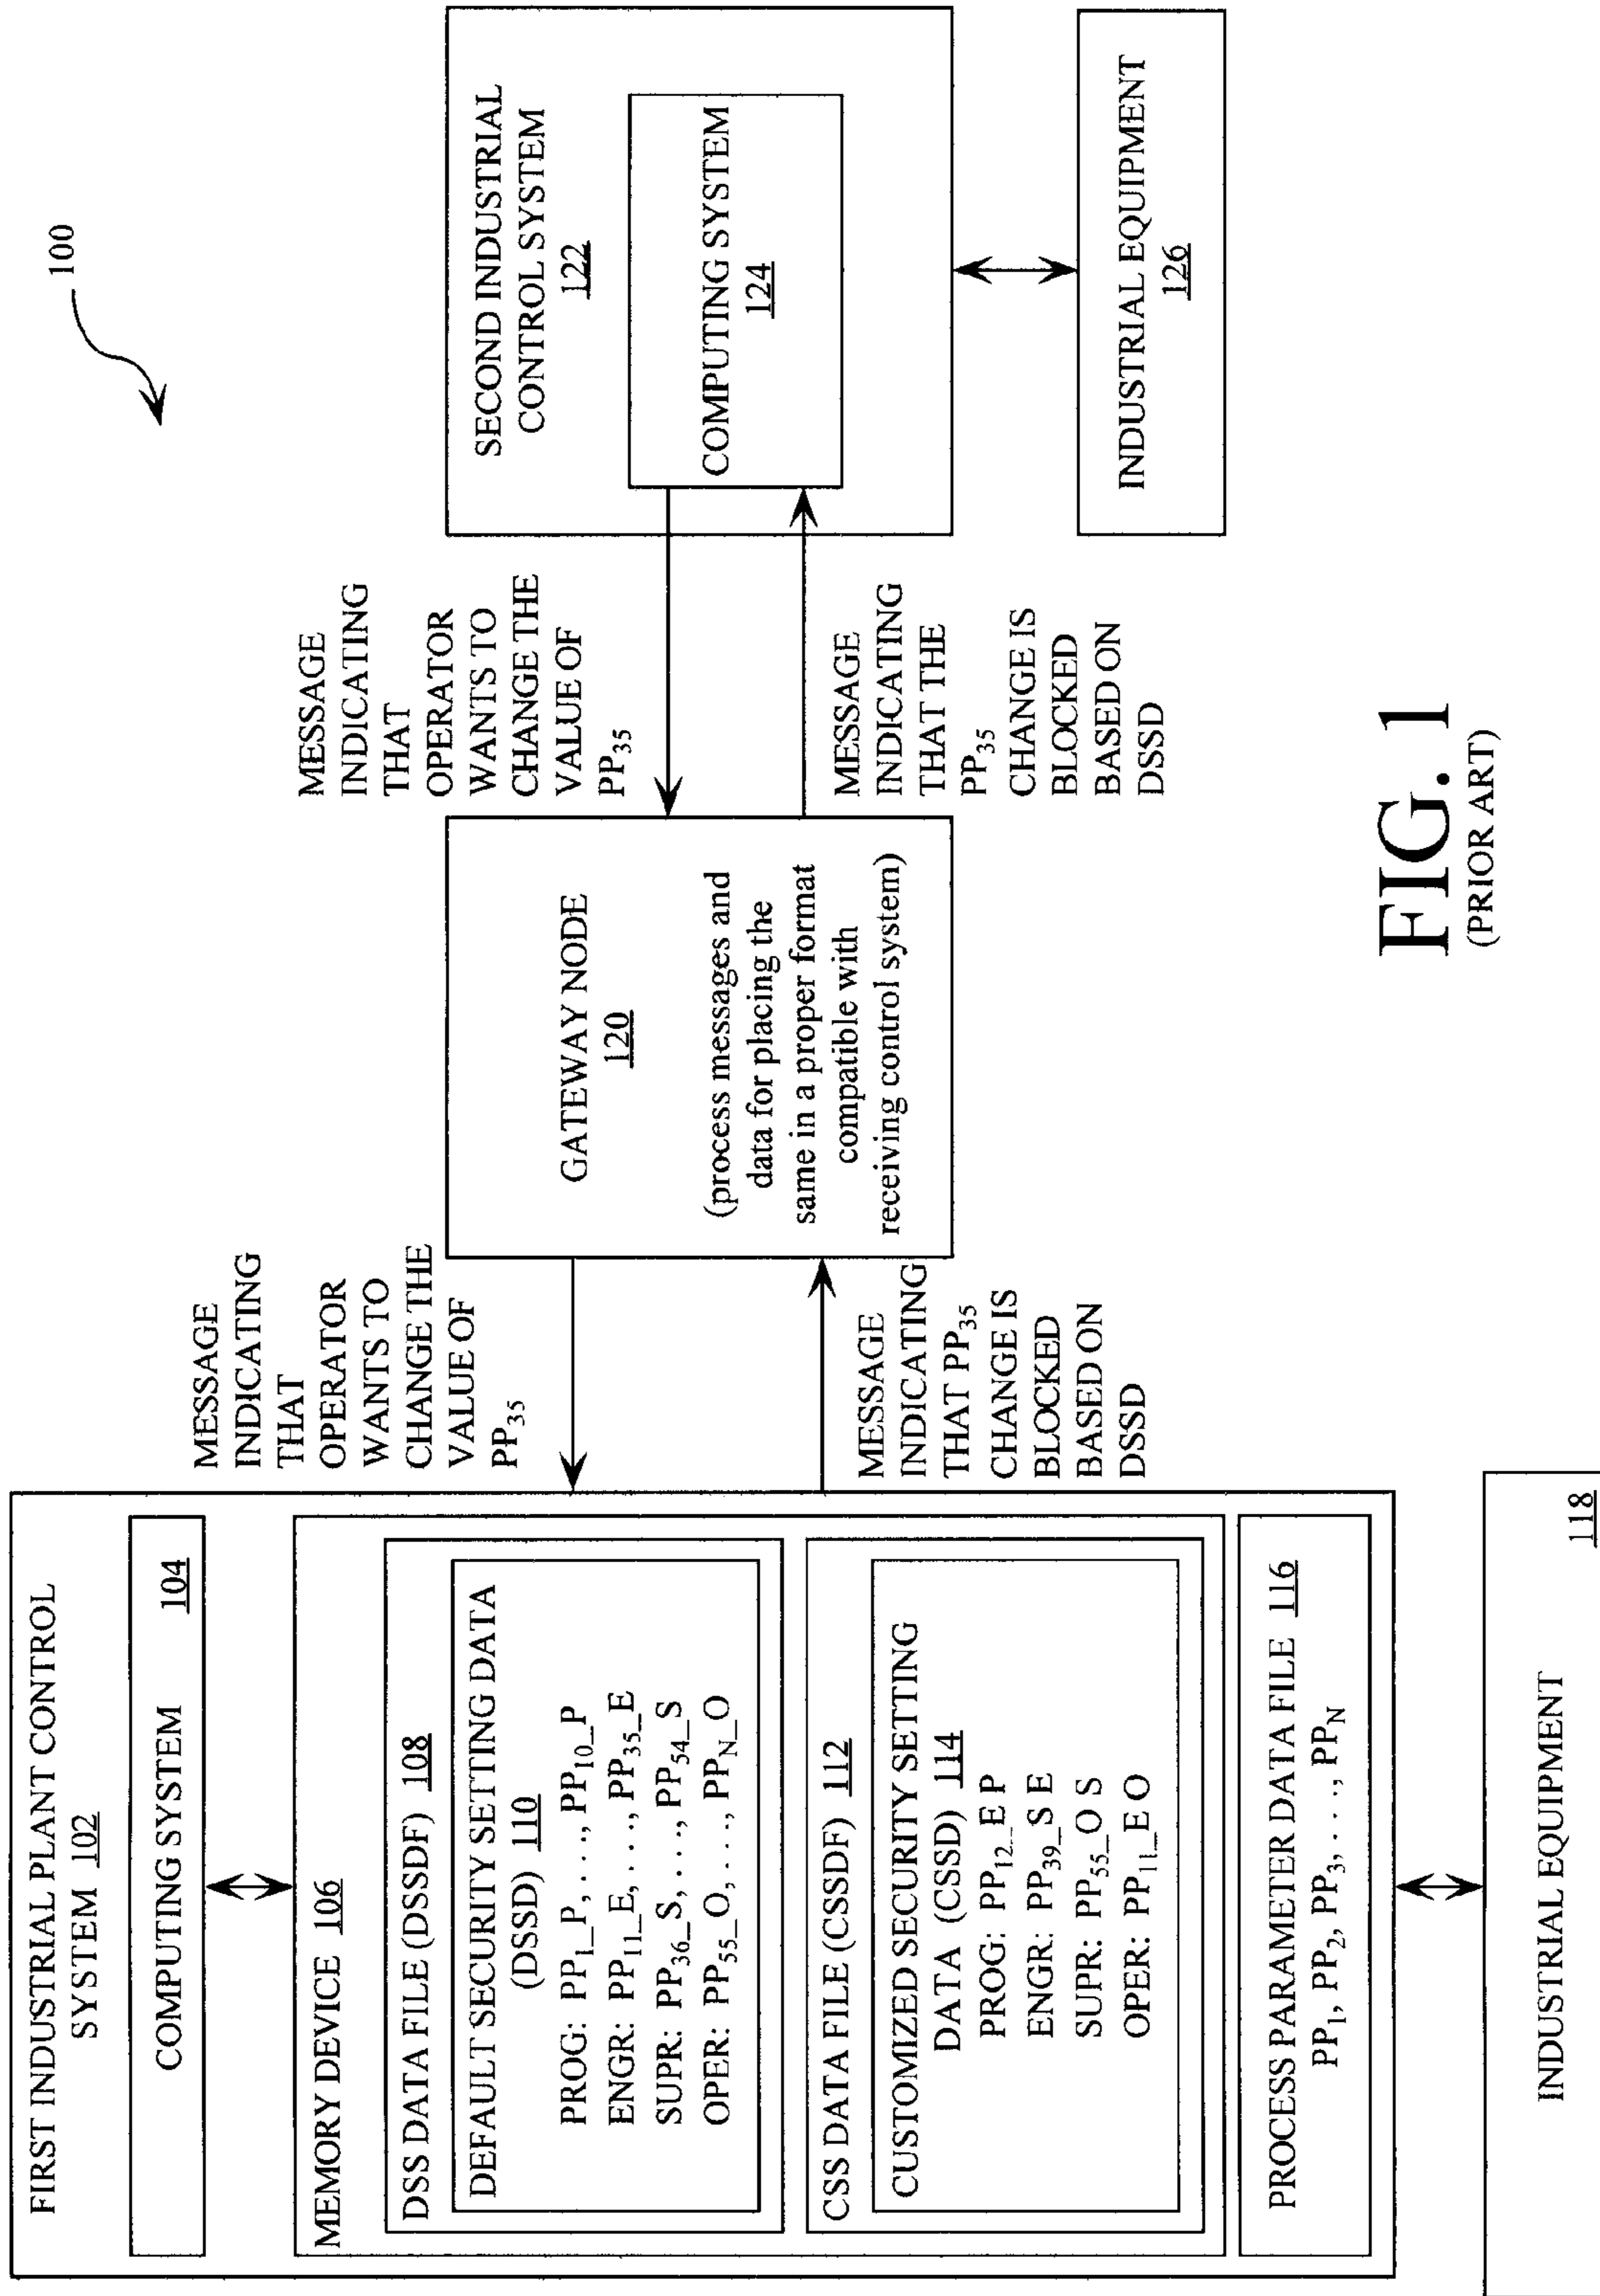 100
FIRST INDUSTRIAL PLANT CONTROL
SYSTEM 102
COMPUTING SYSTEM 104
MEMORY DEVICE 106
DSS DATA FILE (DSSDF) 108
DEFAULT SECURITY SETTING DATA
(DSSD) 110
PROG: PP1_P, . . ., PP10_P
ENGR: PP11_E, . . ., PP35_E
SUPR: PP36_S, . . ., PP54_S
OPER: PP55_O, . . ., PPN_O
CSS DATA FILE (CSSDF) 112
CUSTOMIZED SECURITY SETTING
DATA (CSSD) 114
PROG: PP12_E P
ENGR: PP39_S E
SUPR: PP55_O S
OPER: PP11_E O
PROCESS PARAMETER DATA FILE 116
PP1, PP2, PP3, . . ., PPN
INDUSTRIAL EQUIPMENT
118
MESSAGE
INDICATING
THAT
OPERATOR
WANTS TO
CHANGE THE
VALUE OF
PP35
MESSAGE
INDICATING
THAT PP35
CHANGE IS
BLOCKED
BASED ON
DSSD
GATEWAY NODE
120
(process messages and
data for placing the
same in a proper format
compatible with
receiving control system)
MESSAGE
INDICATING
THAT
OPERATOR
WANTS TO
CHANGE THE
VALUE OF
PP35
MESSAGE
INDICATING
THAT THE
PP35
CHANGE IS
BLOCKED
BASED ON
DSSD
SECOND INDUSTRIAL
CONTROL SYSTEM
122
COMPUTING SYSTEM
124
INDUSTRIAL EQUIPMENT
126
FIG. 1
(PRIOR ART)